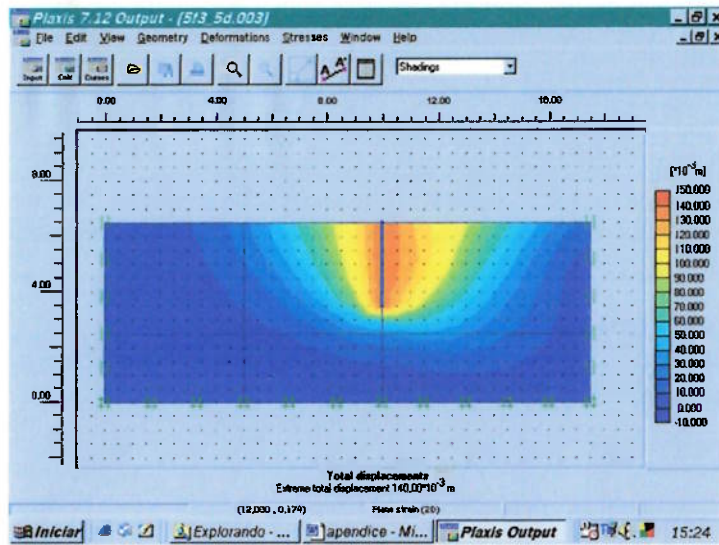 Plaxis 7.12 Output - [5f3_5d.003]
File Edit View Geometry Deformations Stresses Window Help
Input Calc Curves Shadings
0.00 4.00 8.00 12.00 16.00
8.00
4.00
0.00
[*10⁻³m]
150.000
140.000
130.000
120.000
110.000
100.000
90.000
80.000
70.000
60.000
50.000
40.000
30.000
20.000
10.000
0.000
-10.000
Total displacements
Extreme total displacement 140,00*10⁻³ m
(12,000 , 0,174) Plane strain (2D)
Iniciar Explorando - ... apendice - Mi... Plaxis Output 15:24